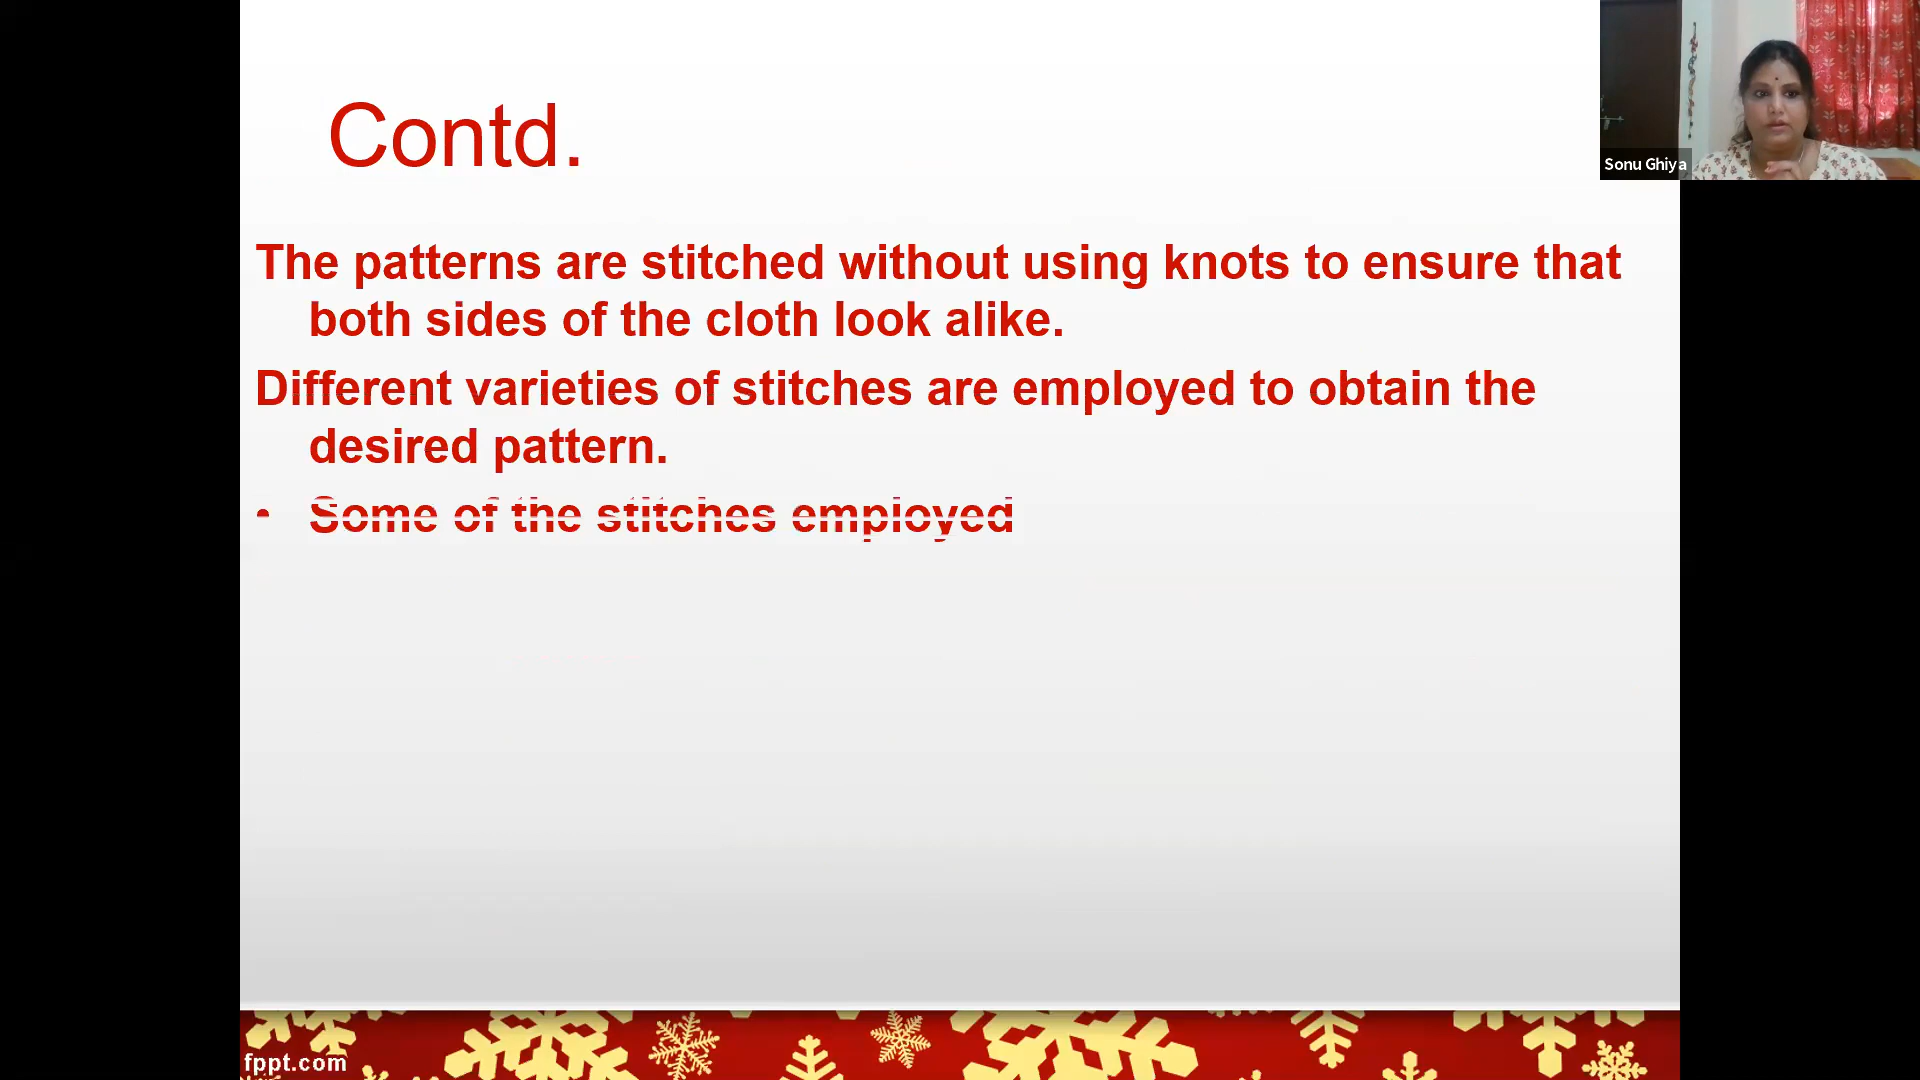 Contd.
Sonu Ghiya
The patterns are stitched without using knots to ensure that
both sides of the cloth look alike.
Different varieties of stitches are employed to obtain the
desired pattern.
• Some of the stitches employed
fppt.com